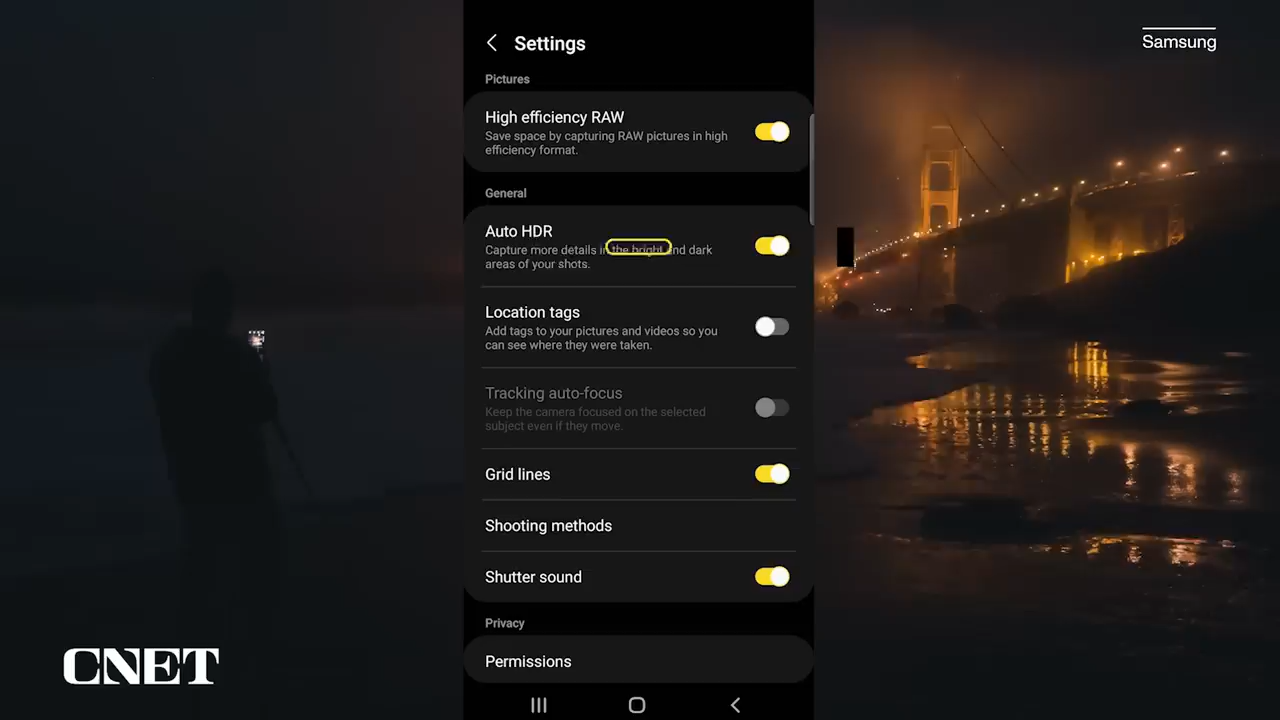 Samsung
Settings
Pictures
High efficiency RAW
Save space by capturing RAW pictures in high
efficiency format.
General
Auto HDR
Capture more details in the bright and dark
areas of your shots.
Location tags
Add tags to your pictures and videos so you
can see where they were taken.
Tracking auto-focus
Keep the camera focused on the selected
subject even if they move.
Grid lines
Shooting methods
Shutter sound
Privacy
Permissions
CNET